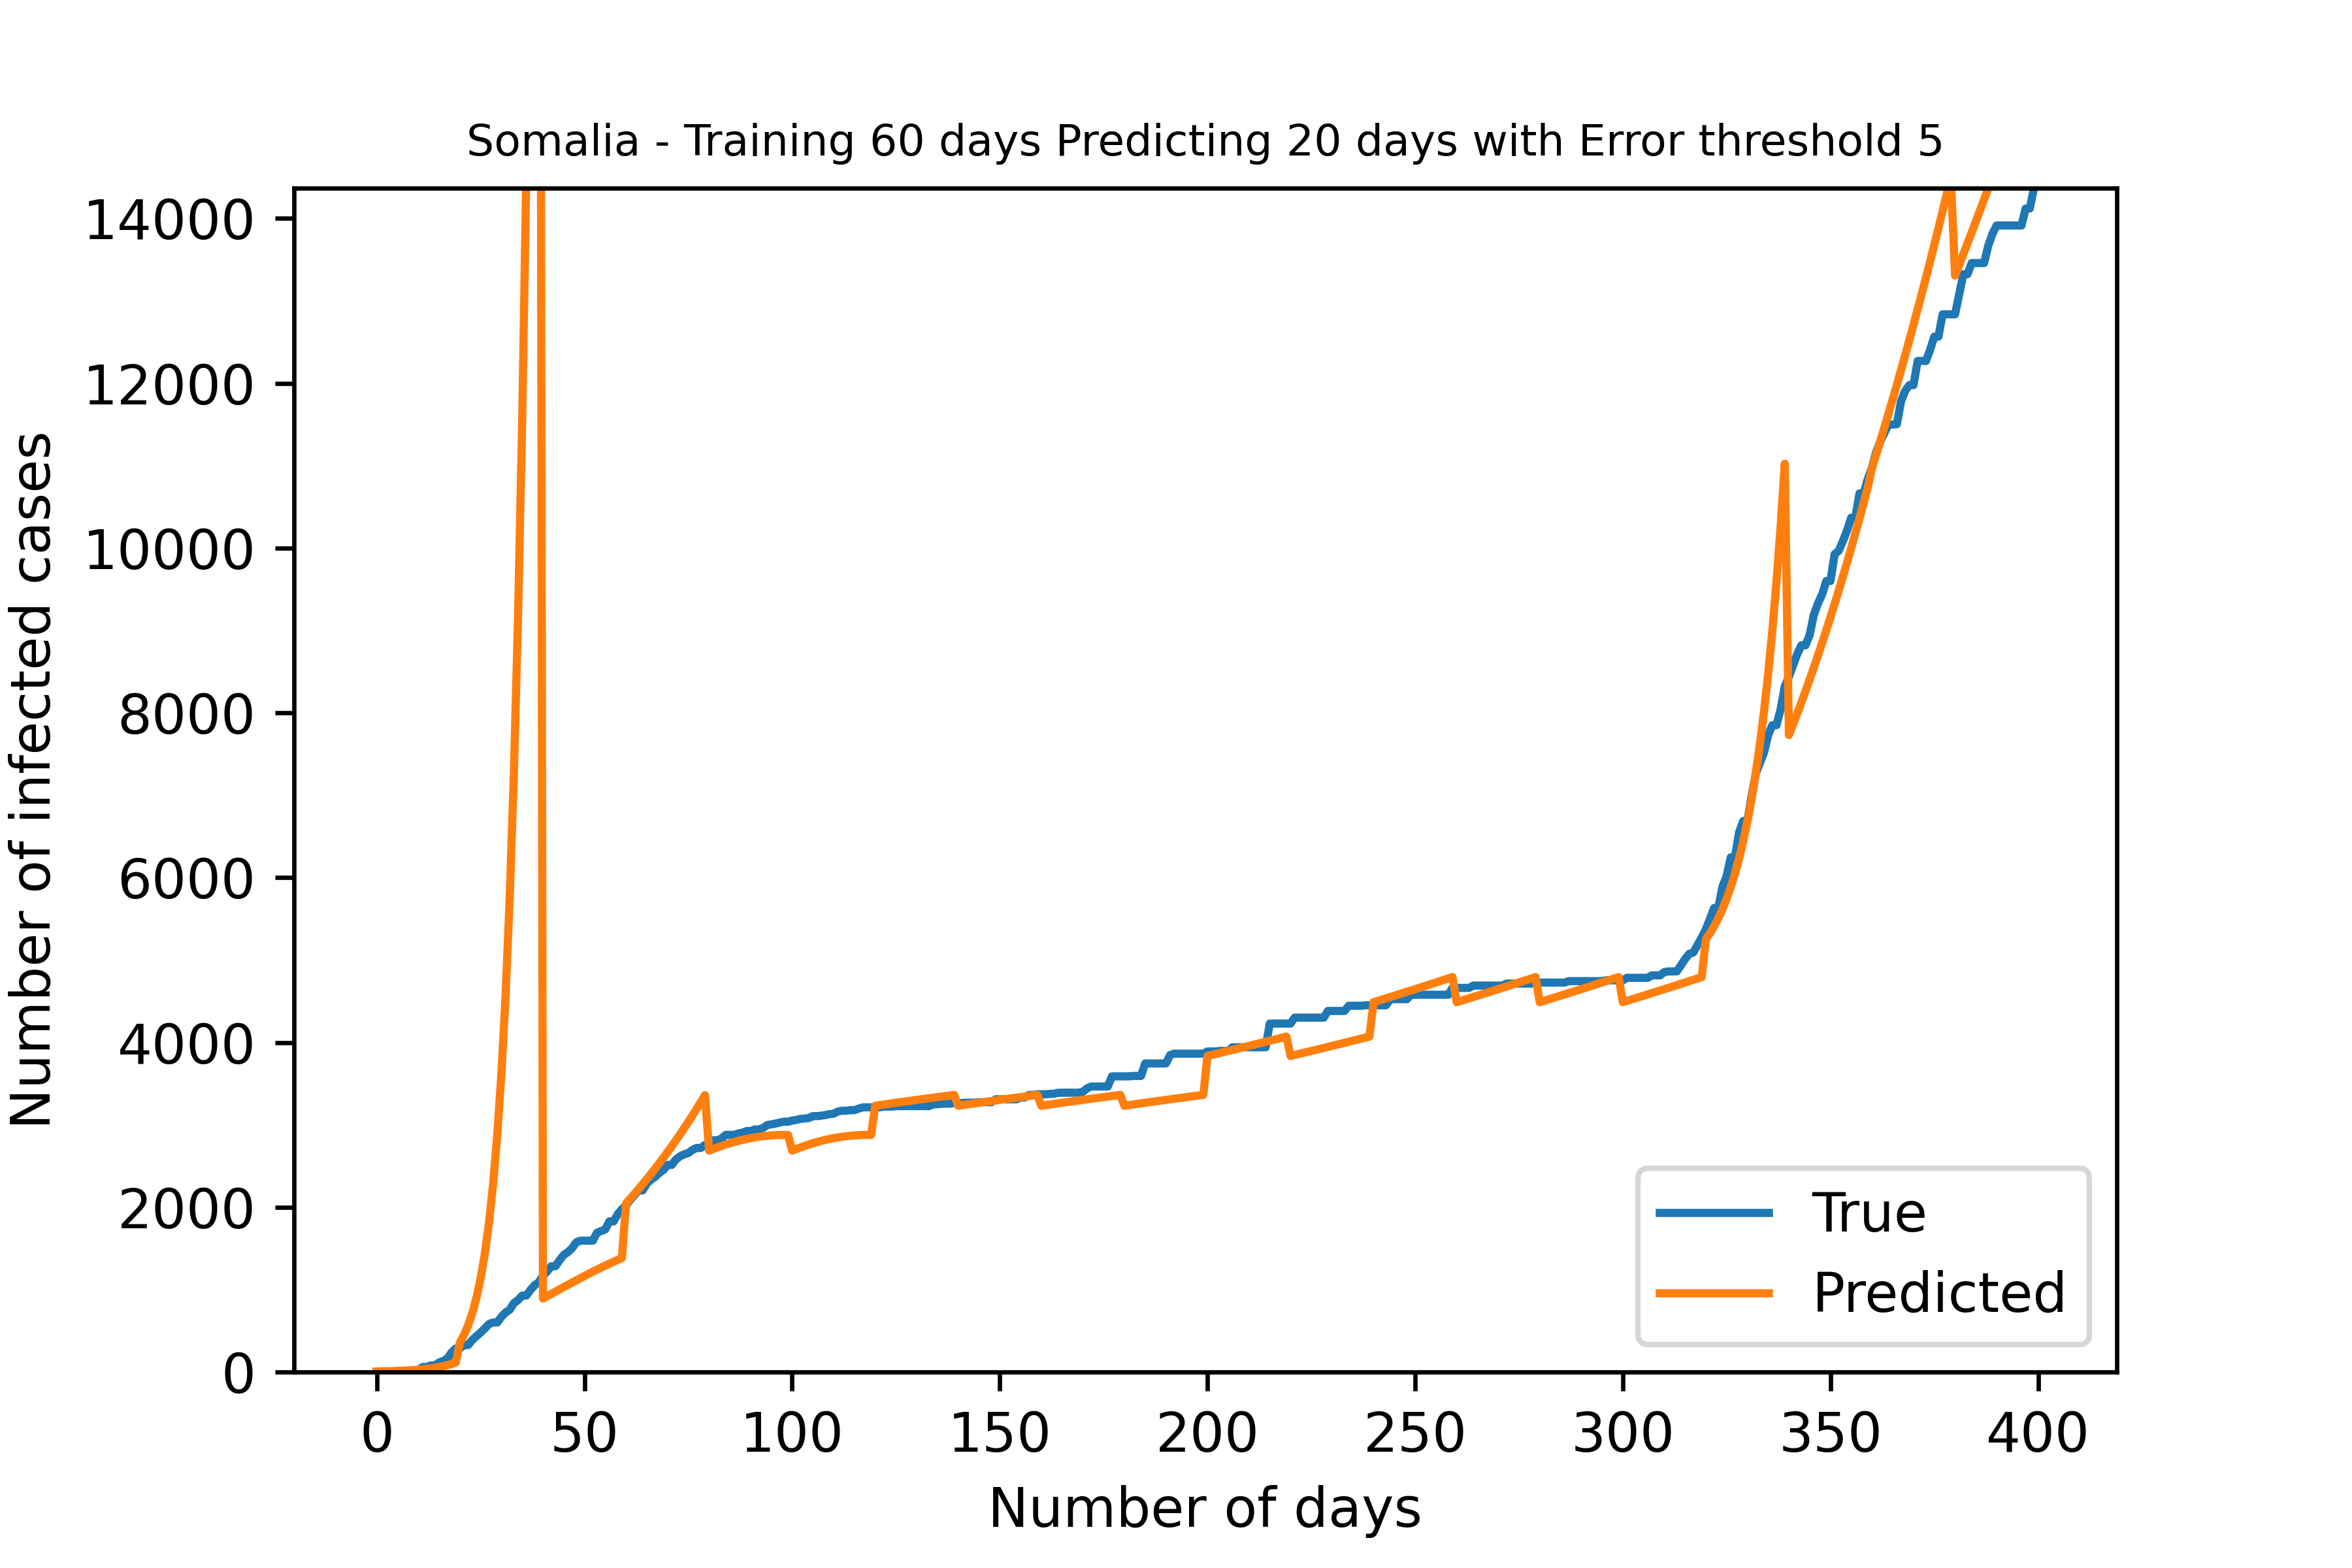 Somalia - Training 60 days Predicting 20 days with Error threshold 5
Number of infected cases
14000
12000
10000
8000
6000
4000
2000
0
0 50 100 150 200 250 300 350 400
Number of days
True
Predicted